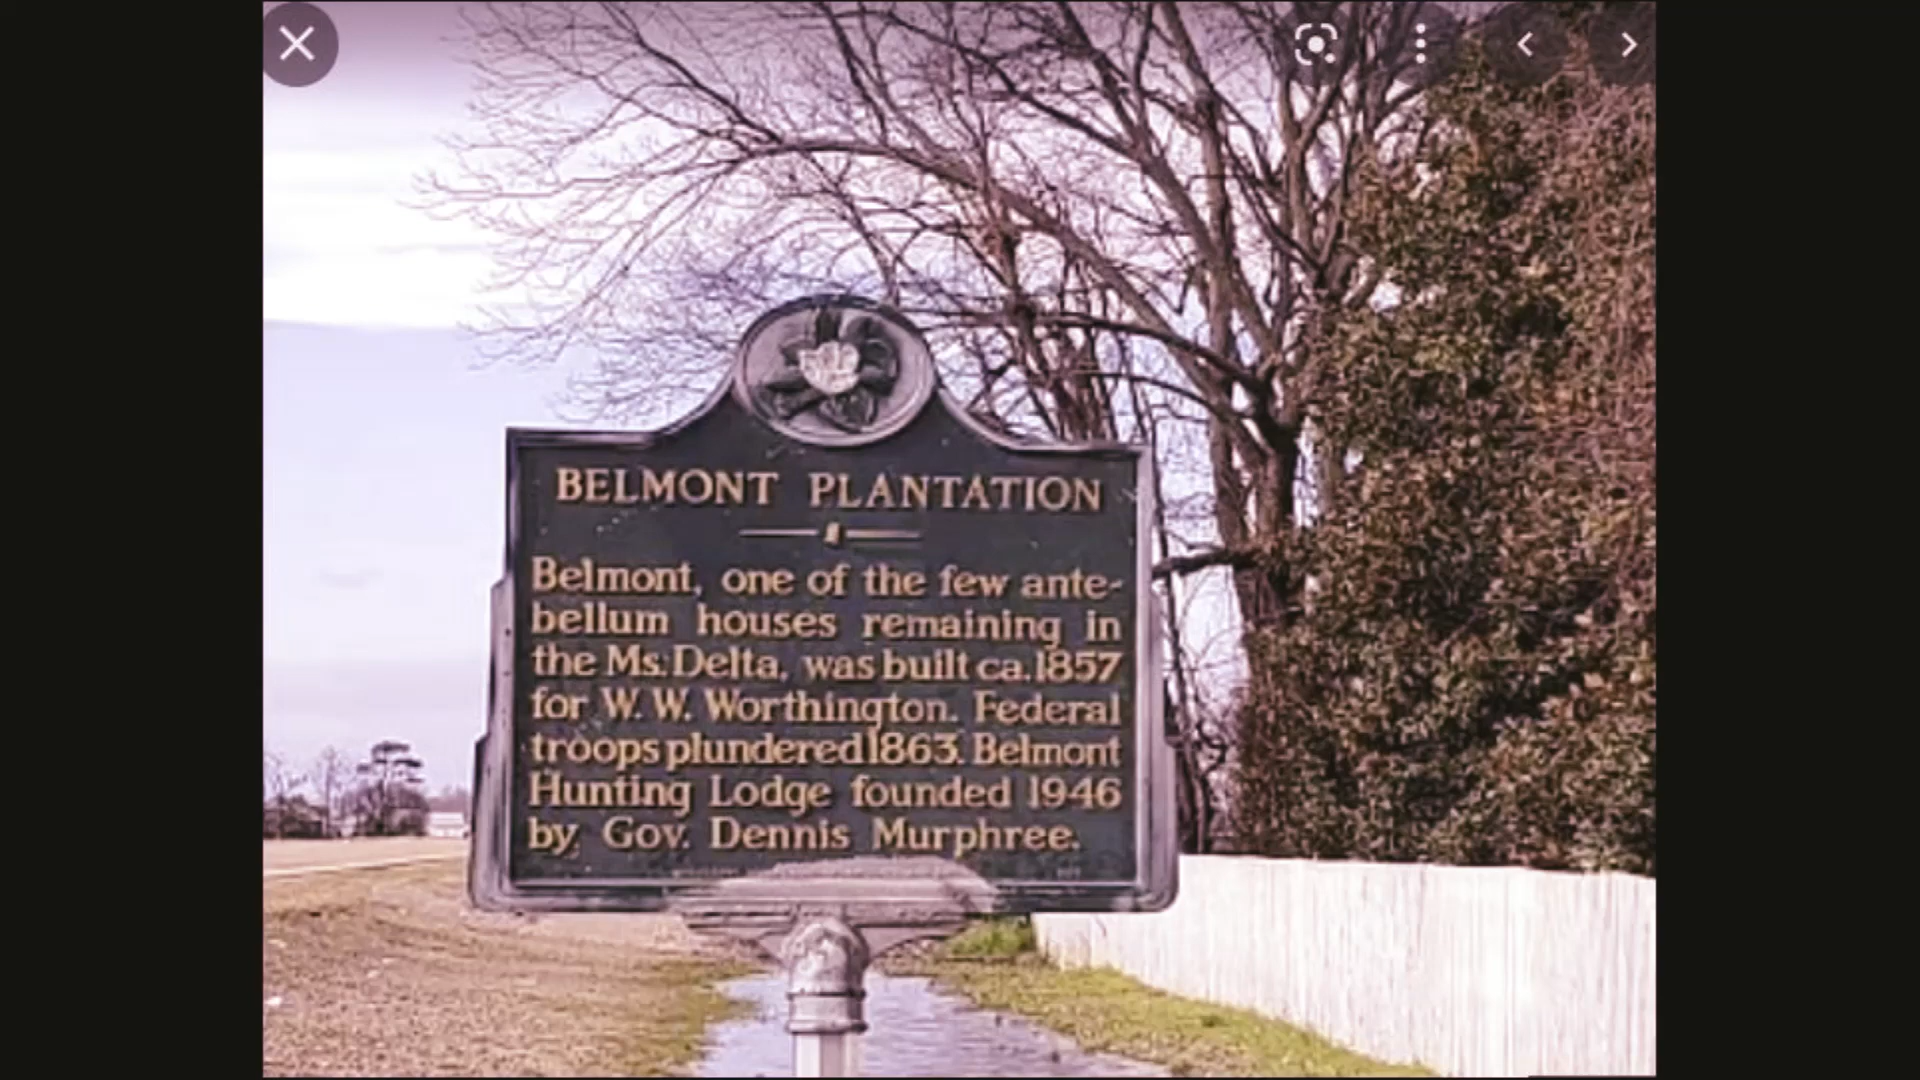 BELMONT PLANTATION
Belmont, one of the few ante-
bellum houses remaining in
the Ms. Delta, was built ca. 1857
for W. W. Worthington. Federal
troops plundered 1863. Belmont
Hunting Lodge founded 1946
by Gov. Dennis Murphree.